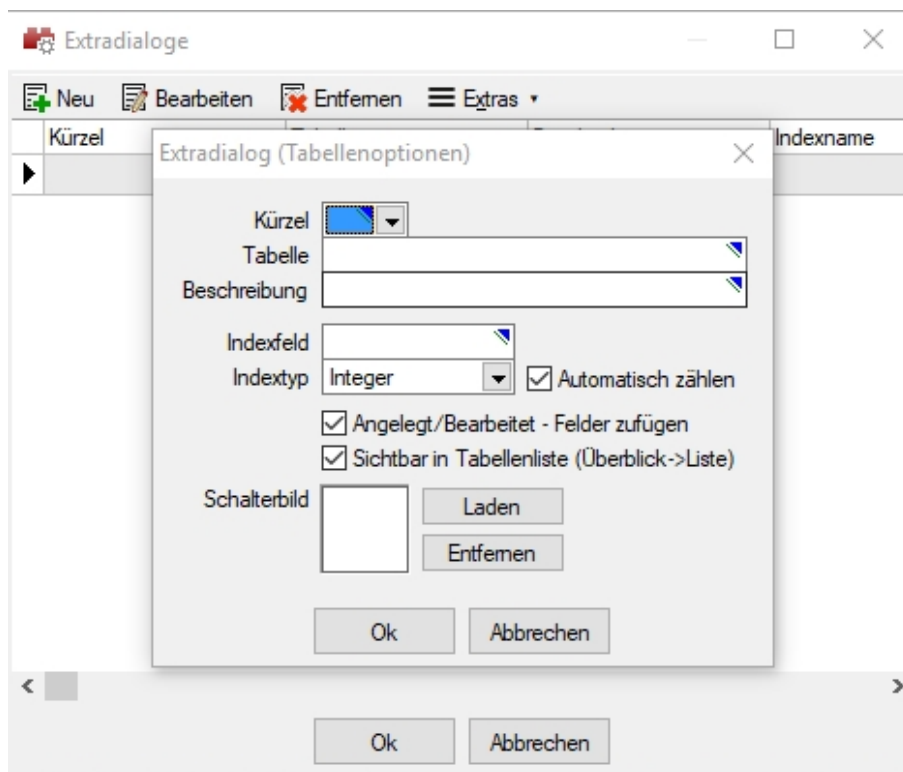 Extradialoge
Neu Bearbeiten Entfernen Extras
Kürzel Indexname
Extradialog (Tabellenoptionen)
Kürzel
Tabelle
Beschreibung
Indexfeld
Indextyp Integer Automatisch zählen
Angelegt/Bearbeitet - Felder zufügen
Sichtbar in Tabellenliste (Überblick->Liste)
Schalterbild Laden
Entfernen
Ok Abbrechen
Ok Abbrechen